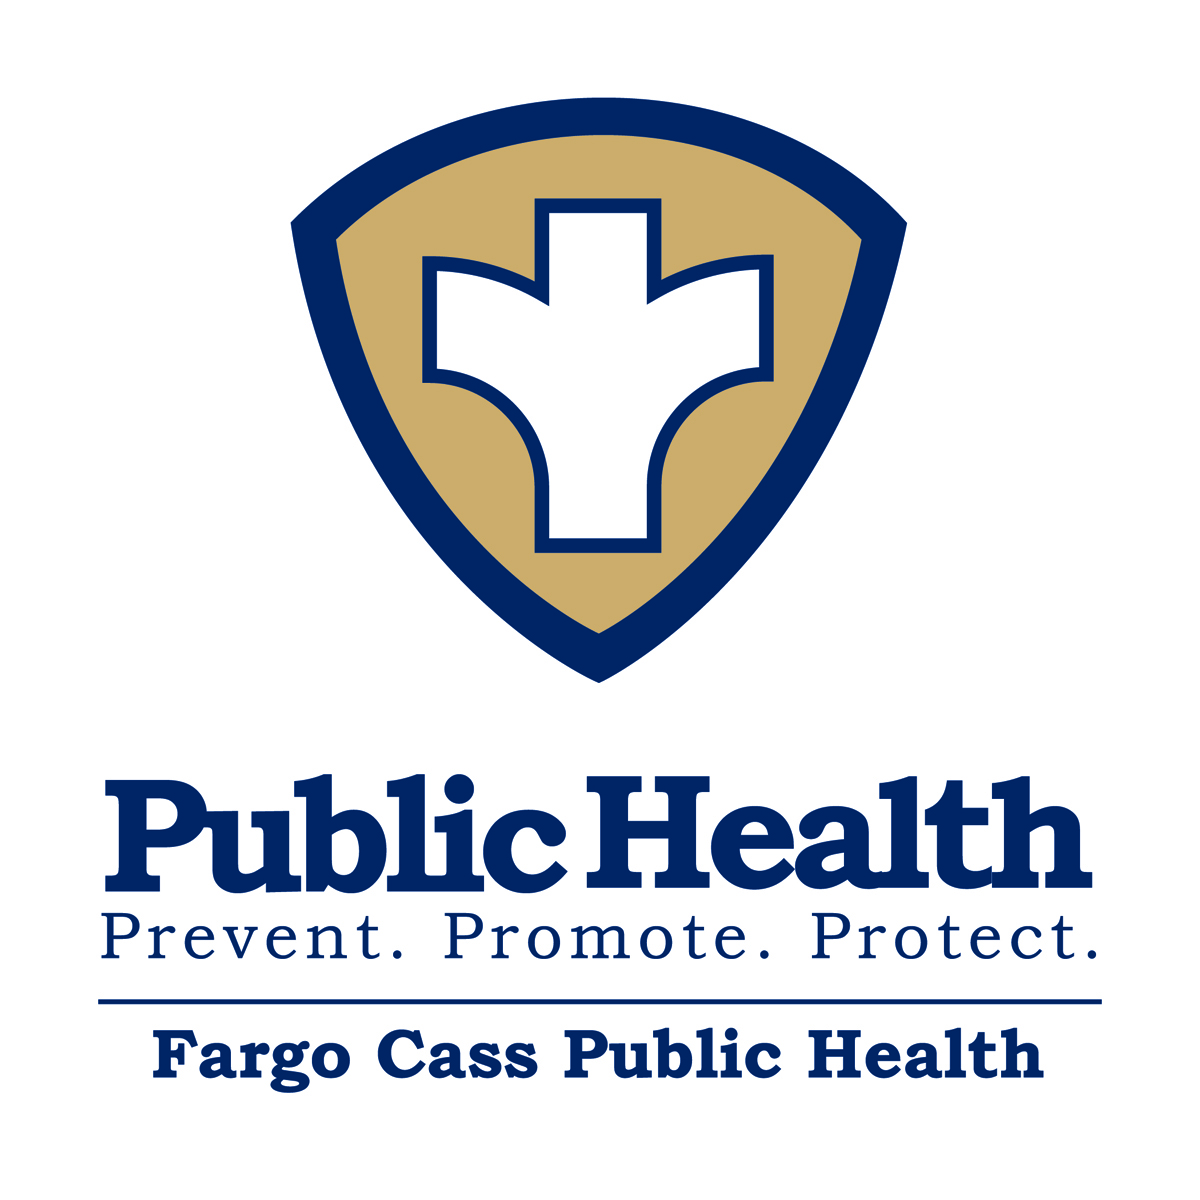 Public Health
Prevent. Promote. Protect.
Fargo Cass Public Health